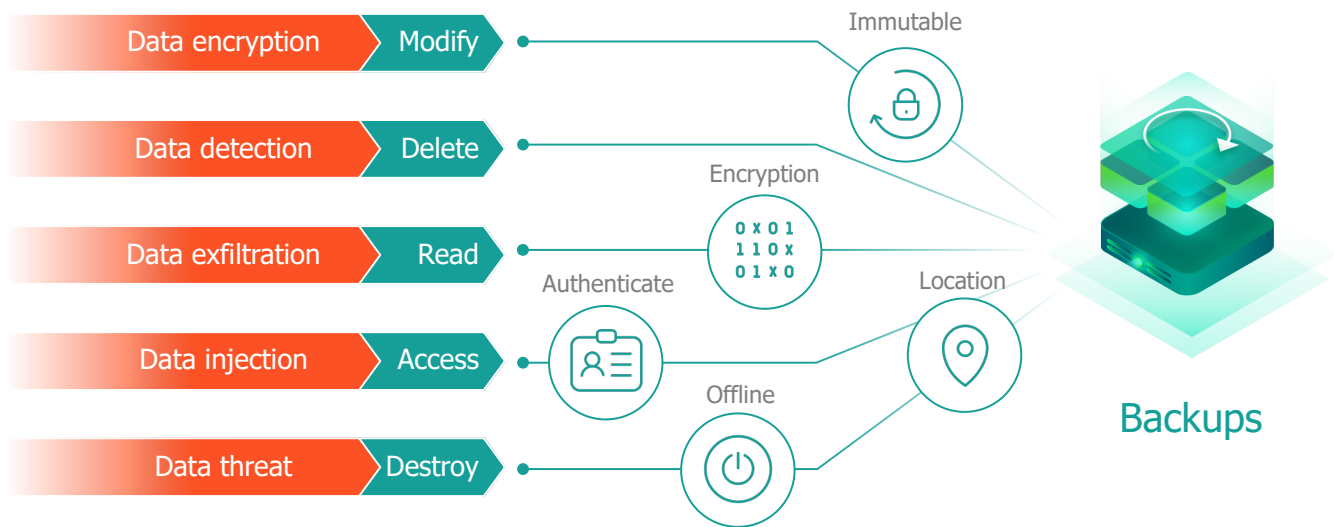 Data encryption Modify
Immutable
Data detection Delete
Encryption
0 x 0 1
1 1 0 x
0 1 x 0
Data exfiltration Read
Authenticate
Location
Data injection Access
Offline
Backups
Data threat Destroy